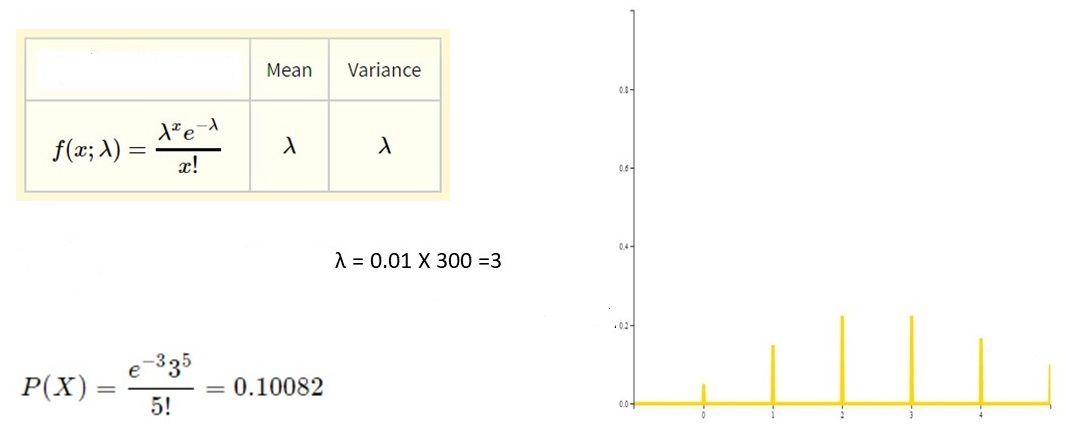 Mean Variance
f(x; λ) = λˣe^−λ / x! λ λ
λ = 0.01 X 300 =3
P(X) = e^−3 3^5 / 5! = 0.10082
0.8
0.6
0.4
0.2
0.0
0 1 2 3 4